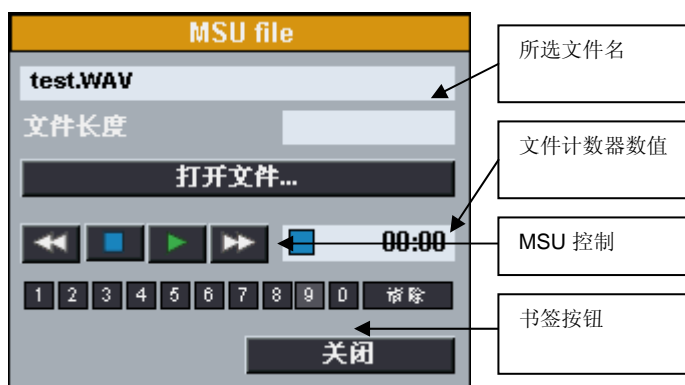 MSU file
test.WAV
文件长度
打开文件...
00:00
1 2 3 4 5 6 7 8 9 0 清除
关闭
所选文件名
文件计数器数值
MSU 控制
书签按钮